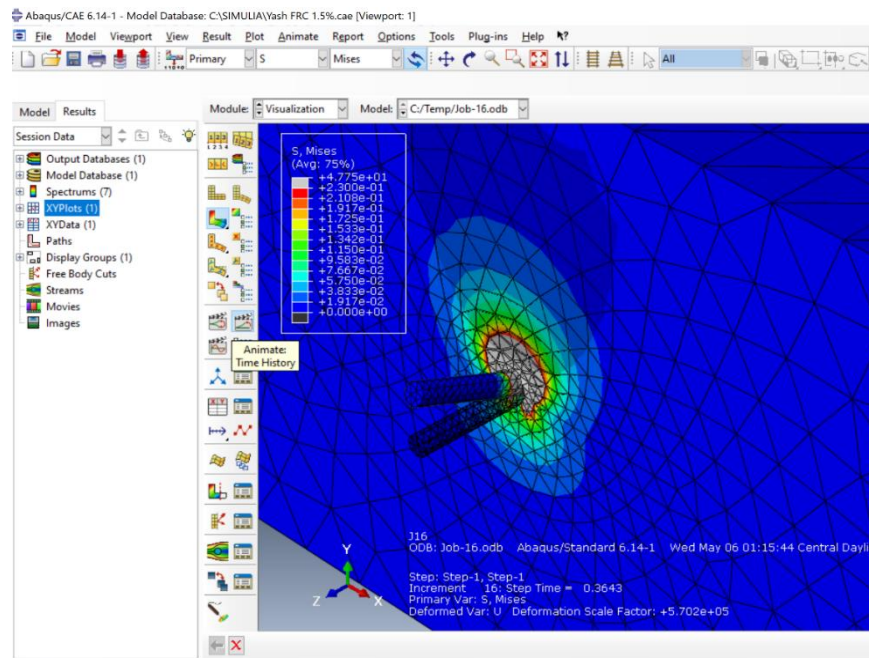 Abaqus/CAE 6.14-1 - Model Database: C:\SIMULIA\Yash FRC 1.5%.cae [Viewport: 1]
File Model Viewport View Result Plot Animate Report Options Tools Plug-ins Help
Primary S Mises All
Model Results
Module: Visualization Model: C:/Temp/Job-16.odb
Session Data
Output Databases (1)
Model Database (1)
Spectrums (7)
XYPlots (1)
XYData (1)
Paths
Display Groups (1)
Free Body Cuts
Streams
Movies
Images
Animate:
Time History
S, Mises
(Avg: 75%)
+4.775e+01
+2.300e-01
+2.108e-01
+1.917e-01
+1.725e-01
+1.533e-01
+1.342e-01
+1.150e-01
+9.583e-02
+7.667e-02
+5.750e-02
+3.833e-02
+1.917e-02
+0.000e+00
Y
Z
X
J16
ODB: Job-16.odb Abaqus/Standard 6.14-1 Wed May 06 01:15:44 Central Dayli
Step: Step-1, Step-1
Increment 16: Step Time = 0.3643
Primary Var: S, Mises
Deformed Var: U Deformation Scale Factor: +5.702e+05